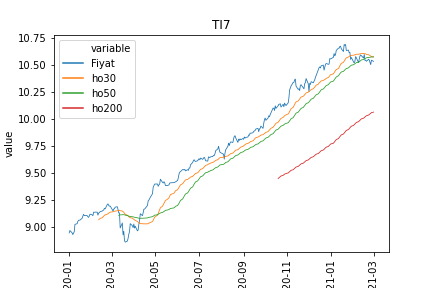 TI7
variable
Fiyat
ho30
ho50
ho200
value
10.75
10.50
10.25
10.00
9.75
9.50
9.25
9.00
20-01
20-03
20-05
20-07
20-09
20-11
21-01
21-03